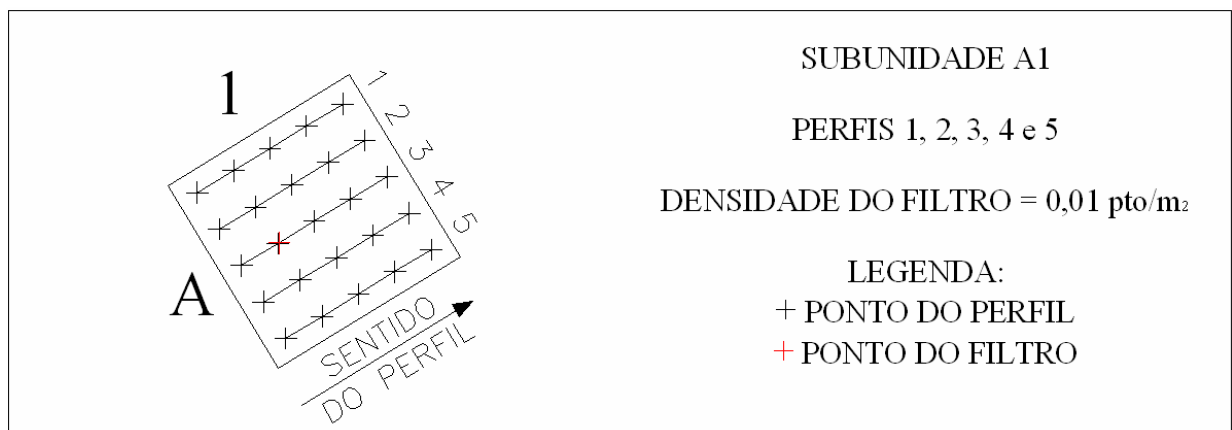 1
A
1
2
3
4
5
SENTIDO
DO PERFIL
SUBUNIDADE A1
PERFIS 1, 2, 3, 4 e 5
DENSIDADE DO FILTRO = 0,01 pto/m₂
LEGENDA:
+ PONTO DO PERFIL
+ PONTO DO FILTRO